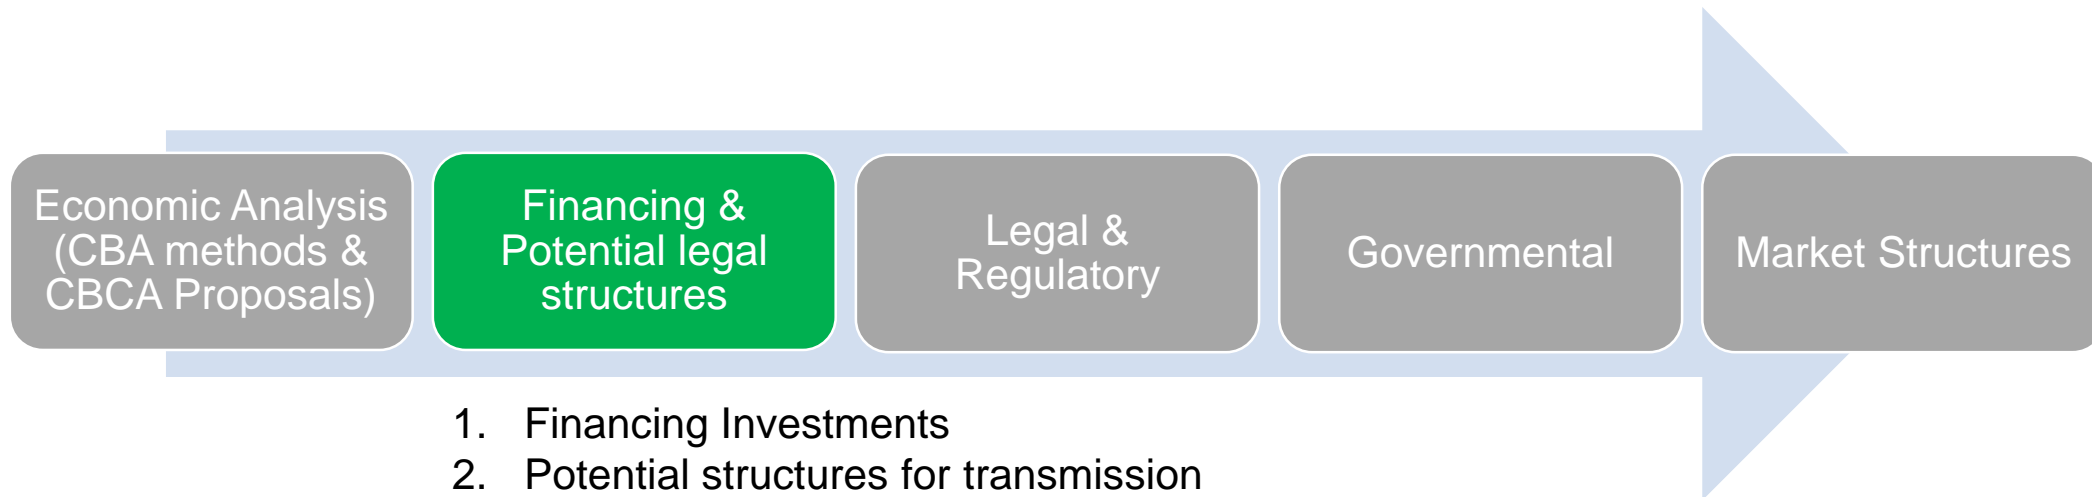 Economic Analysis
(CBA methods &
CBCA Proposals)
Financing &
Potential legal
structures
Legal &
Regulatory
Governmental
Market Structures
1. Financing Investments
2. Potential structures for transmission